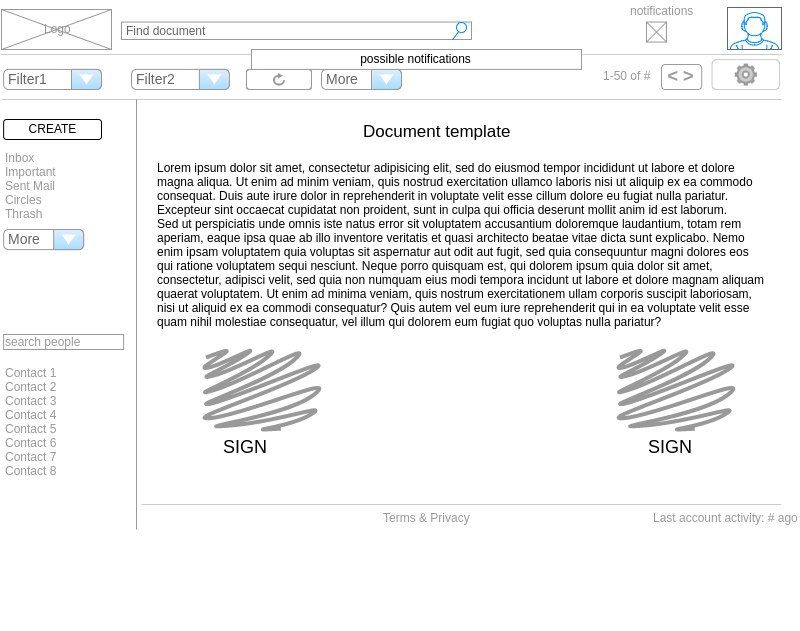 Logo
Find document
notifications
possible notifications
Filter1
Filter2
More
1-50 of #
< >
CREATE
Inbox
Important
Sent Mail
Circles
Thrash
More
search people
Contact 1
Contact 2
Contact 3
Contact 4
Contact 5
Contact 6
Contact 7
Contact 8
Document template
Lorem ipsum dolor sit amet, consectetur adipisicing elit, sed do eiusmod tempor incididunt ut labore et dolore
magna aliqua. Ut enim ad minim veniam, quis nostrud exercitation ullamco laboris nisi ut aliquip ex ea commodo
consequat. Duis aute irure dolor in reprehenderit in voluptate velit esse cillum dolore eu fugiat nulla pariatur.
Excepteur sint occaecat cupidatat non proident, sunt in culpa qui officia deserunt mollit anim id est laborum.
Sed ut perspiciatis unde omnis iste natus error sit voluptatem accusantium doloremque laudantium, totam rem
aperiam, eaque ipsa quae ab illo inventore veritatis et quasi architecto beatae vitae dicta sunt explicabo. Nemo
enim ipsam voluptatem quia voluptas sit aspernatur aut odit aut fugit, sed quia consequuntur magni dolores eos
qui ratione voluptatem sequi nesciunt. Neque porro quisquam est, qui dolorem ipsum quia dolor sit amet,
consectetur, adipisci velit, sed quia non numquam eius modi tempora incidunt ut labore et dolore magnam aliquam
quaerat voluptatem. Ut enim ad minima veniam, quis nostrum exercitationem ullam corporis suscipit laboriosam,
nisi ut aliquid ex ea commodi consequatur? Quis autem vel eum iure reprehenderit qui in ea voluptate velit esse
quam nihil molestiae consequatur, vel illum qui dolorem eum fugiat quo voluptas nulla pariatur?
SIGN
SIGN
Terms & Privacy
Last account activity: # ago